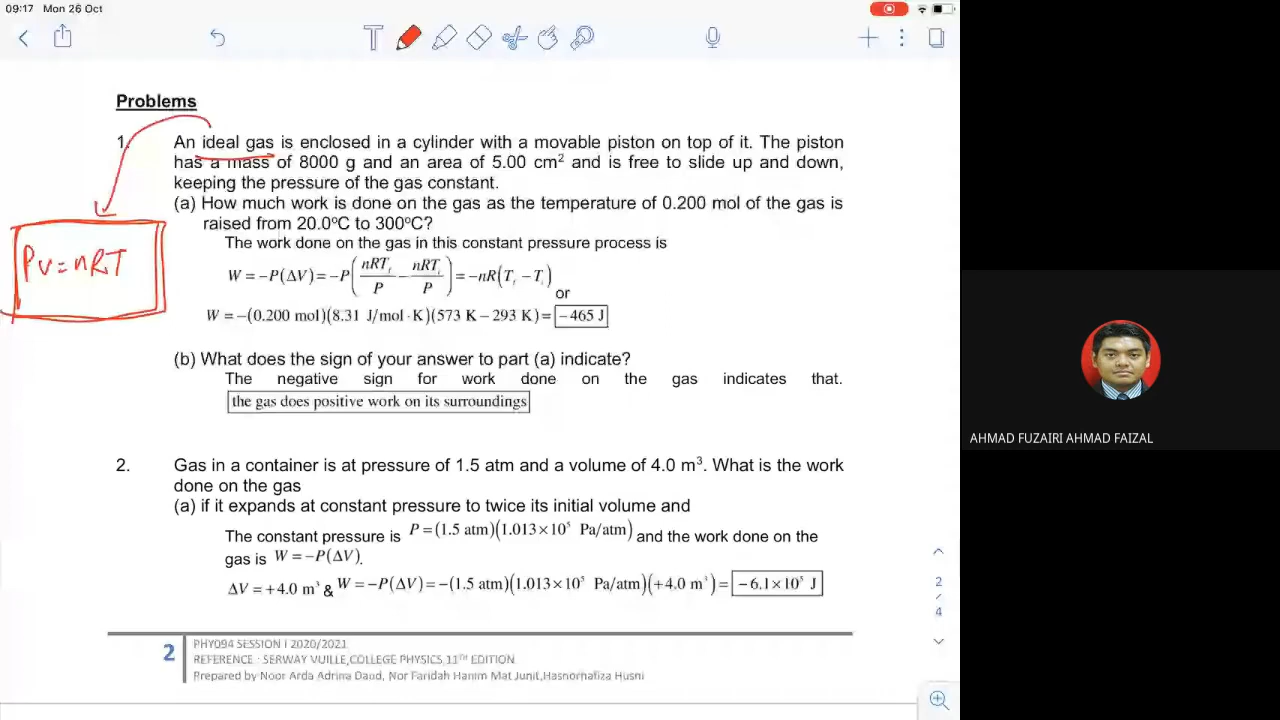 09:17 Mon 26 Oct
Problems
1. An ideal gas is enclosed in a cylinder with a movable piston on top of it. The piston
has a mass of 8000 g and an area of 5.00 cm² and is free to slide up and down,
keeping the pressure of the gas constant.
(a) How much work is done on the gas as the temperature of 0.200 mol of the gas is
raised from 20.0°C to 300°C?
The work done on the gas in this constant pressure process is
PV = nRT
W = −P(ΔV) = −P(nRT_f/P − nRT_i/P) = −nR(T_f − T_i)
or
W = −(0.200 mol)(8.31 J/mol·K)(573 K − 293 K) = −465 J
(b) What does the sign of your answer to part (a) indicate?
The negative sign for work done on the gas indicates that.
the gas does positive work on its surroundings
AHMAD FUZAIRI AHMAD FAIZAL
2. Gas in a container is at pressure of 1.5 atm and a volume of 4.0 m³. What is the work
done on the gas
(a) if it expands at constant pressure to twice its initial volume and
The constant pressure is P = (1.5 atm)(1.013×10⁵ Pa/atm) and the work done on the
gas is W = −P(ΔV).
ΔV = +4.0 m³ & W = −P(ΔV) = −(1.5 atm)(1.013×10⁵ Pa/atm)(+4.0 m³) = −6.1×10⁵ J
2
/
4
2
PHY094 SESSION I 2020/2021
REFERENCE : SERWAY VUILLE,COLLEGE PHYSICS,11TH EDITION
Prepared by Noor Arda Adrina Daud, Nor Faridah Hanim Mat Junit,Hasnorhafiza Husni